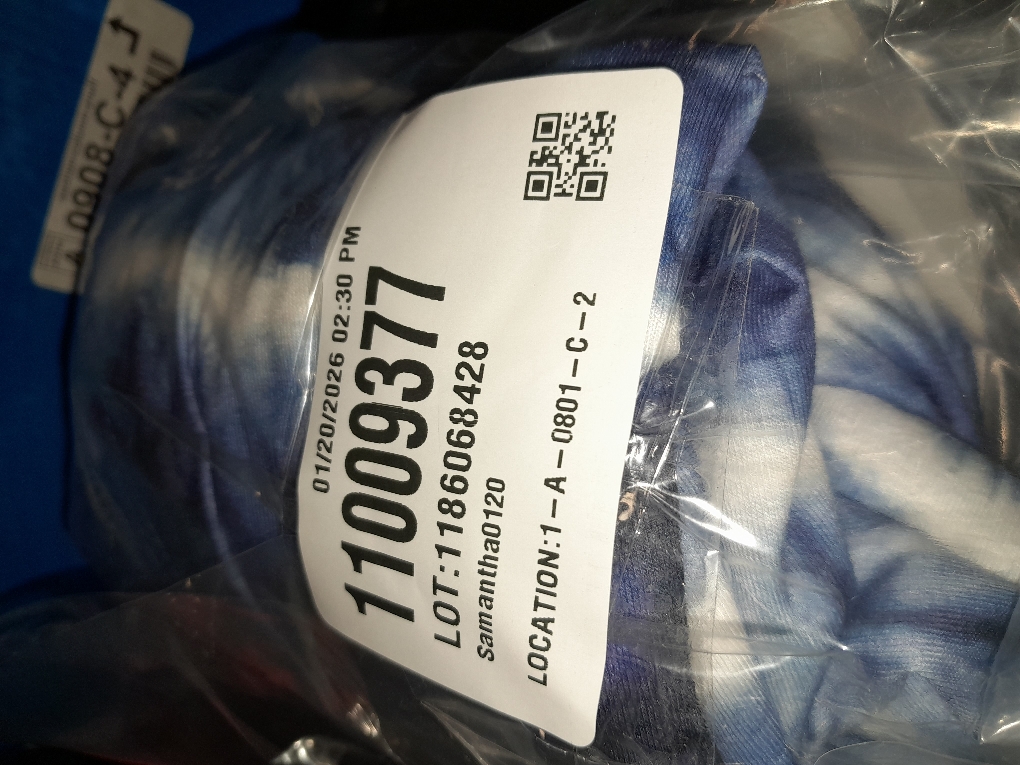 01/20/2026 02:30 PM
11009377
LOT:1186068428
Samantha0120
LOCATION:1-A-0801-C-2
A-0908-C-4